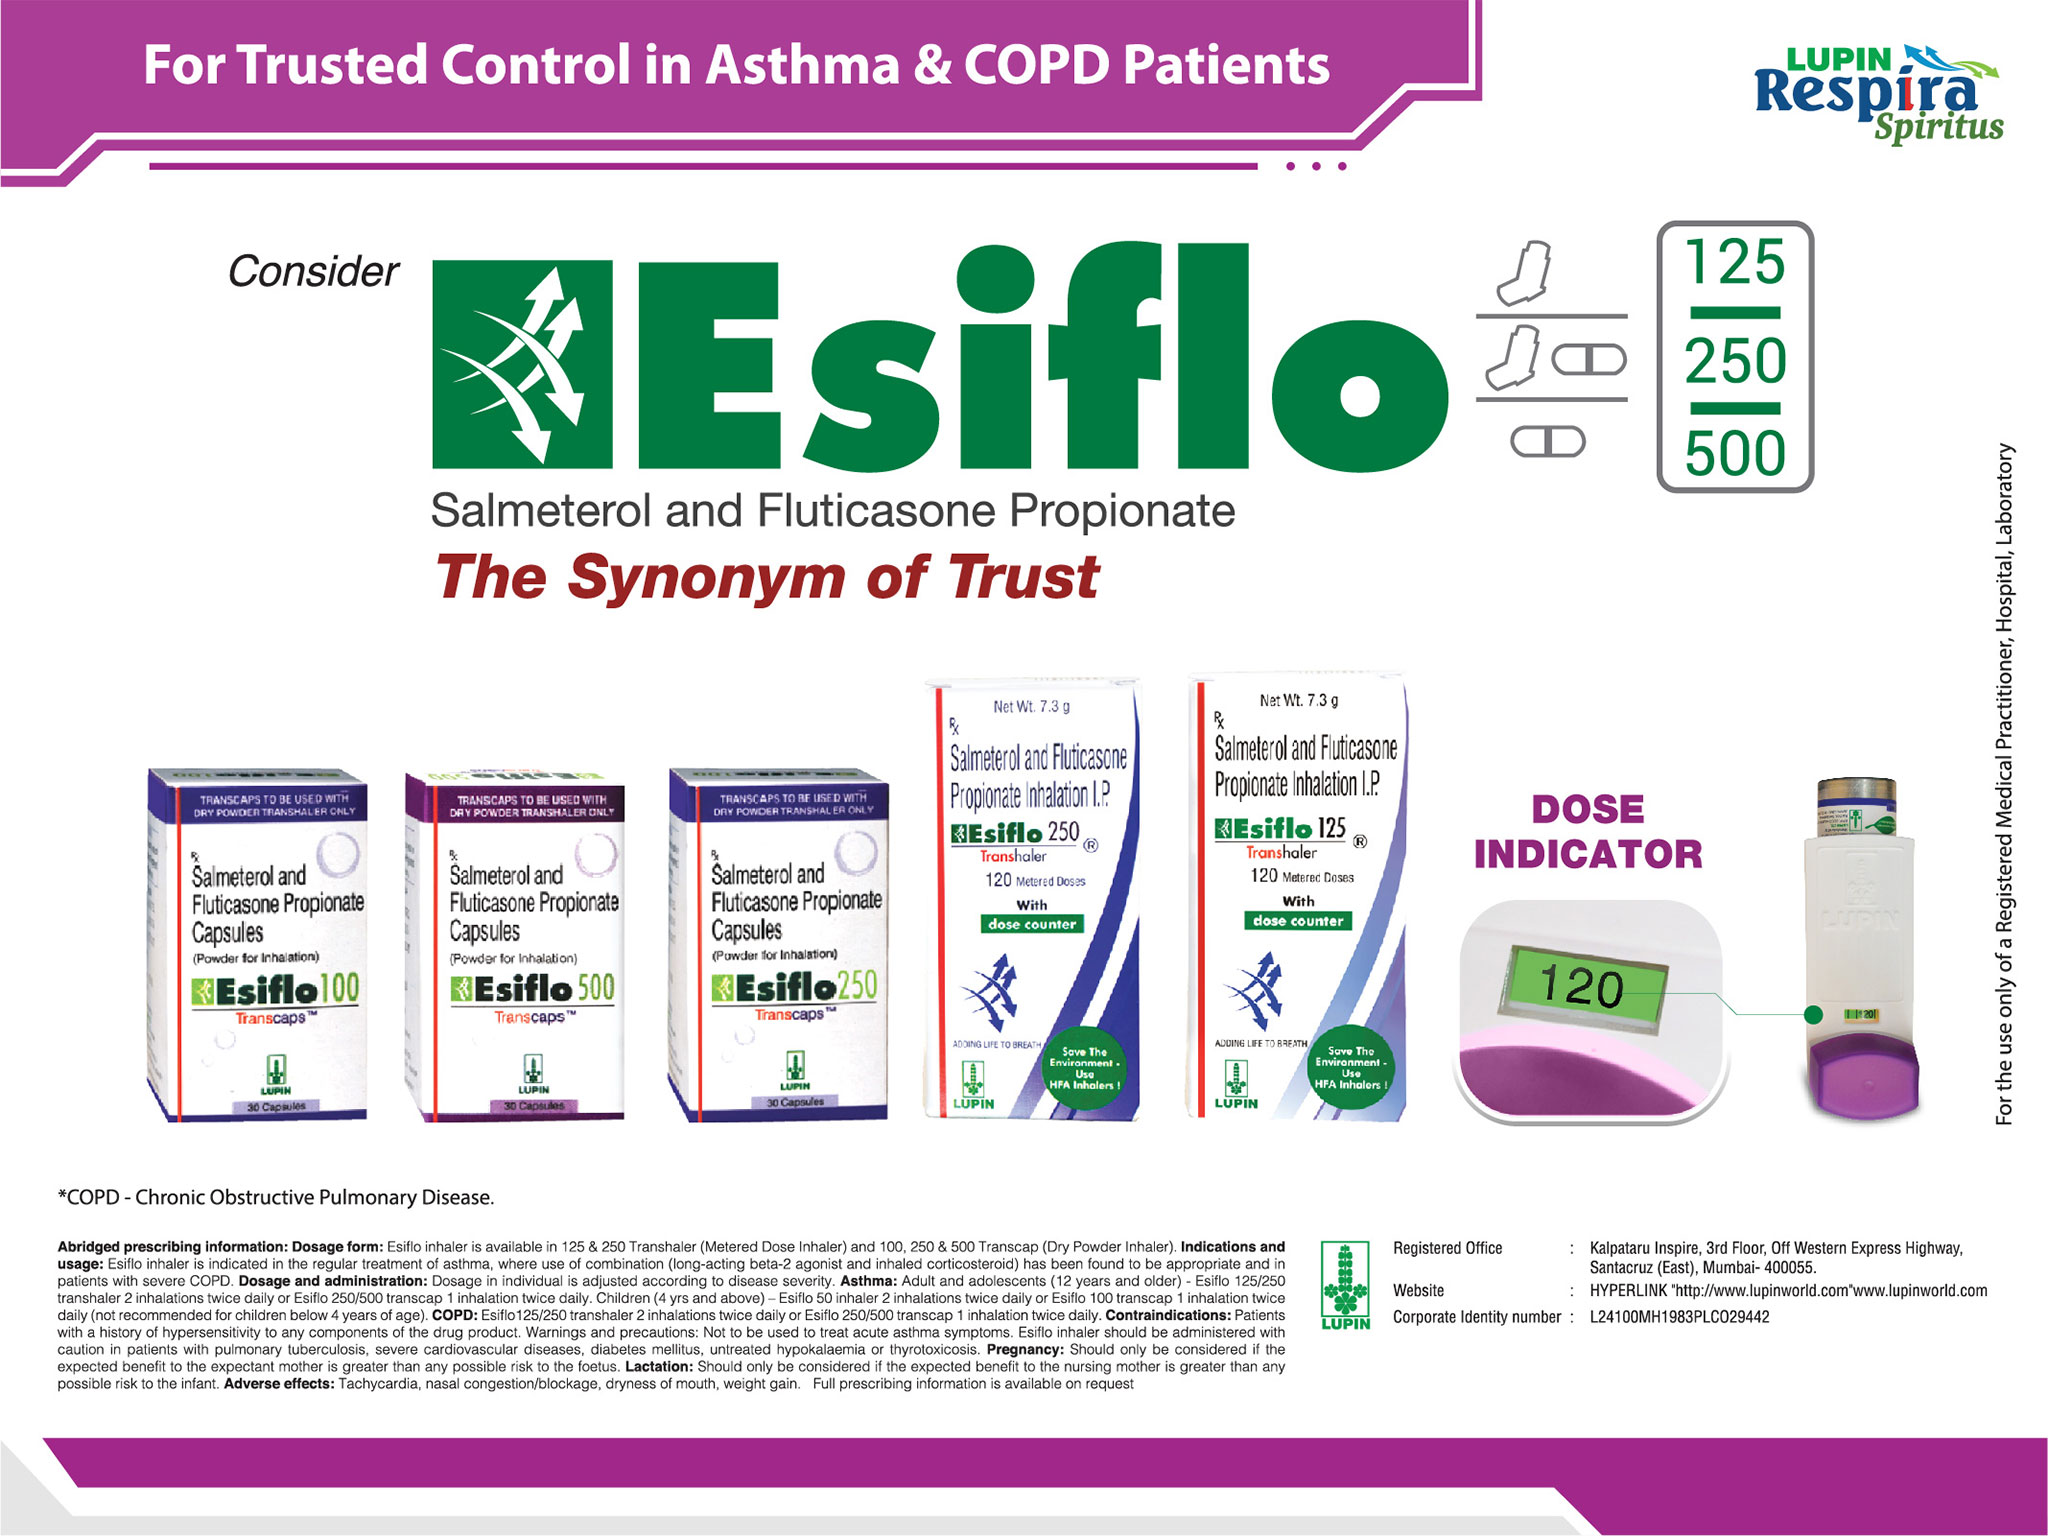 For Trusted Control in Asthma & COPD Patients
LUPIN
Respira
Spiritus
Consider
Esiflo
125
250
500
Salmeterol and Fluticasone Propionate
The Synonym of Trust
TRANSCAPS TO BE USED WITH
DRY POWDER TRANSHALER ONLY
Rx
Salmeterol and
Fluticasone Propionate
Capsules
(Powder for Inhalation)
Esiflo100
Transcaps™
LUPIN
30 Capsules
TRANSCAPS TO BE USED WITH
DRY POWDER TRANSHALER ONLY
Rx
Salmeterol and
Fluticasone Propionate
Capsules
(Powder for Inhalation)
Esiflo 500
Transcaps™
LUPIN
30 Capsules
TRANSCAPS TO BE USED WITH
DRY POWDER TRANSHALER ONLY
Rx
Salmeterol and
Fluticasone Propionate
Capsules
(Powder for Inhalation)
Esiflo250
Transcaps™
LUPIN
30 Capsules
Net Wt. 7.3 g
Rx
Salmeterol and Fluticasone
Propionate Inhalation I.P.
Esiflo 250 ®
Transhaler
120 Metered Doses
With
dose counter
ADDING LIFE TO BREATH
Save The
Environment -
Use
HFA Inhalers !
LUPIN
Net Wt. 7.3 g
Rx
Salmeterol and Fluticasone
Propionate Inhalation I.P.
Esiflo 125 ®
Transhaler
120 Metered Doses
With
dose counter
ADDING LIFE TO BREATH
Save The
Environment -
Use
HFA Inhalers !
LUPIN
DOSE
INDICATOR
120
LUPIN
For the use only of a Registered Medical Practitioner, Hospital, Laboratory
*COPD - Chronic Obstructive Pulmonary Disease.
Abridged prescribing information: Dosage form: Esiflo inhaler is available in 125 & 250 Transhaler (Metered Dose Inhaler) and 100, 250 & 500 Transcap (Dry Powder Inhaler). Indications and
usage: Esiflo inhaler is indicated in the regular treatment of asthma, where use of combination (long-acting beta-2 agonist and inhaled corticosteroid) has been found to be appropriate and in
patients with severe COPD. Dosage and administration: Dosage in individual is adjusted according to disease severity. Asthma: Adult and adolescents (12 years and older) - Esiflo 125/250
transhaler 2 inhalations twice daily or Esiflo 250/500 transcap 1 inhalation twice daily. Children (4 yrs and above) – Esiflo 50 inhaler 2 inhalations twice daily or Esiflo 100 transcap 1 inhalation twice
daily (not recommended for children below 4 years of age). COPD: Esiflo125/250 transhaler 2 inhalations twice daily or Esiflo 250/500 transcap 1 inhalation twice daily. Contraindications: Patients
with a history of hypersensitivity to any components of the drug product. Warnings and precautions: Not to be used to treat acute asthma symptoms. Esiflo inhaler should be administered with
caution in patients with pulmonary tuberculosis, severe cardiovascular diseases, diabetes mellitus, untreated hypokalaemia or thyrotoxicosis. Pregnancy: Should only be considered if the
expected benefit to the expectant mother is greater than any possible risk to the foetus. Lactation: Should only be considered if the expected benefit to the nursing mother is greater than any
possible risk to the infant. Adverse effects: Tachycardia, nasal congestion/blockage, dryness of mouth, weight gain. Full prescribing information is available on request
LUPIN
Registered Office : Kalpataru Inspire, 3rd Floor, Off Western Express Highway,
Santacruz (East), Mumbai- 400055.
Website : HYPERLINK "http://www.lupinworld.com"www.lupinworld.com
Corporate Identity number : L24100MH1983PLCO29442